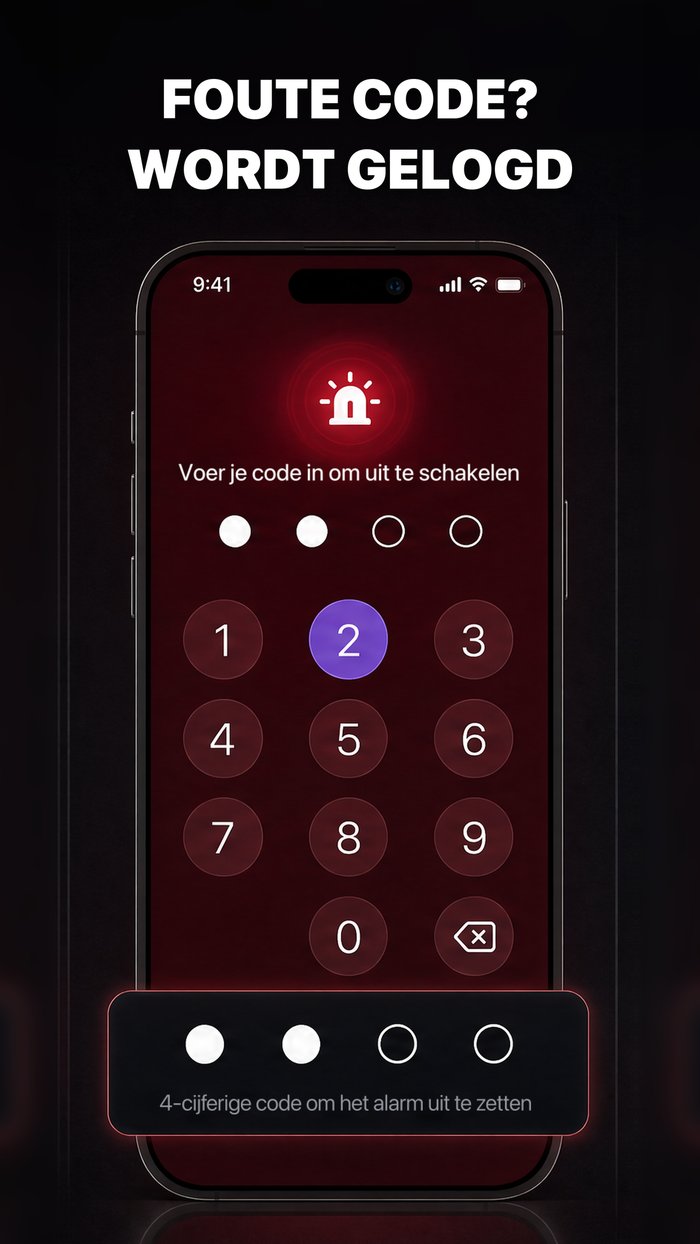 FOUTE CODE?
WORDT GELOGD
9:41
Voer je code in om uit te schakelen
1 2 3
4 5 6
7 8 9
0
4-cijferige code om het alarm uit te zetten